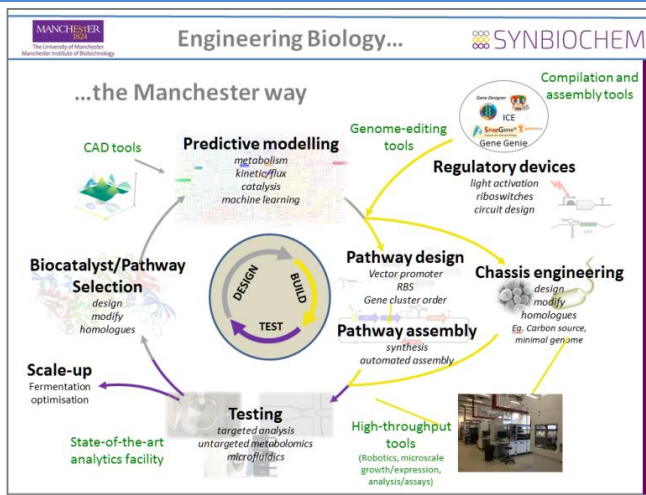 MANCHESTER
1824
The University of Manchester
Manchester Institute of Biotechnology
Engineering Biology...
SYNBIOCHEM
...the Manchester way
Compilation and
assembly tools
Gene Designer
ICE
SnapGene
Gene Genie
Genome-editing
tools
CAD tools
Predictive modelling
metabolism
kinetic/flux
catalysis
machine learning
Regulatory devices
light activation
riboswitches
circuit design
Biocatalyst/Pathway
Selection
design
modify
homologues
DESIGN
BUILD
TEST
Pathway design
Vector promoter
RBS
Gene cluster order
Pathway assembly
synthesis
automated assembly
Chassis engineering
design
modify
homologues
Eg. Carbon source,
minimal genome
Scale-up
Fermentation
optimisation
Testing
targeted analysis
untargeted metabolomics
microfluidics
State-of-the-art
analytics facility
High-throughput
tools
(Robotics, microscale
growth/expression,
analysis/assays)